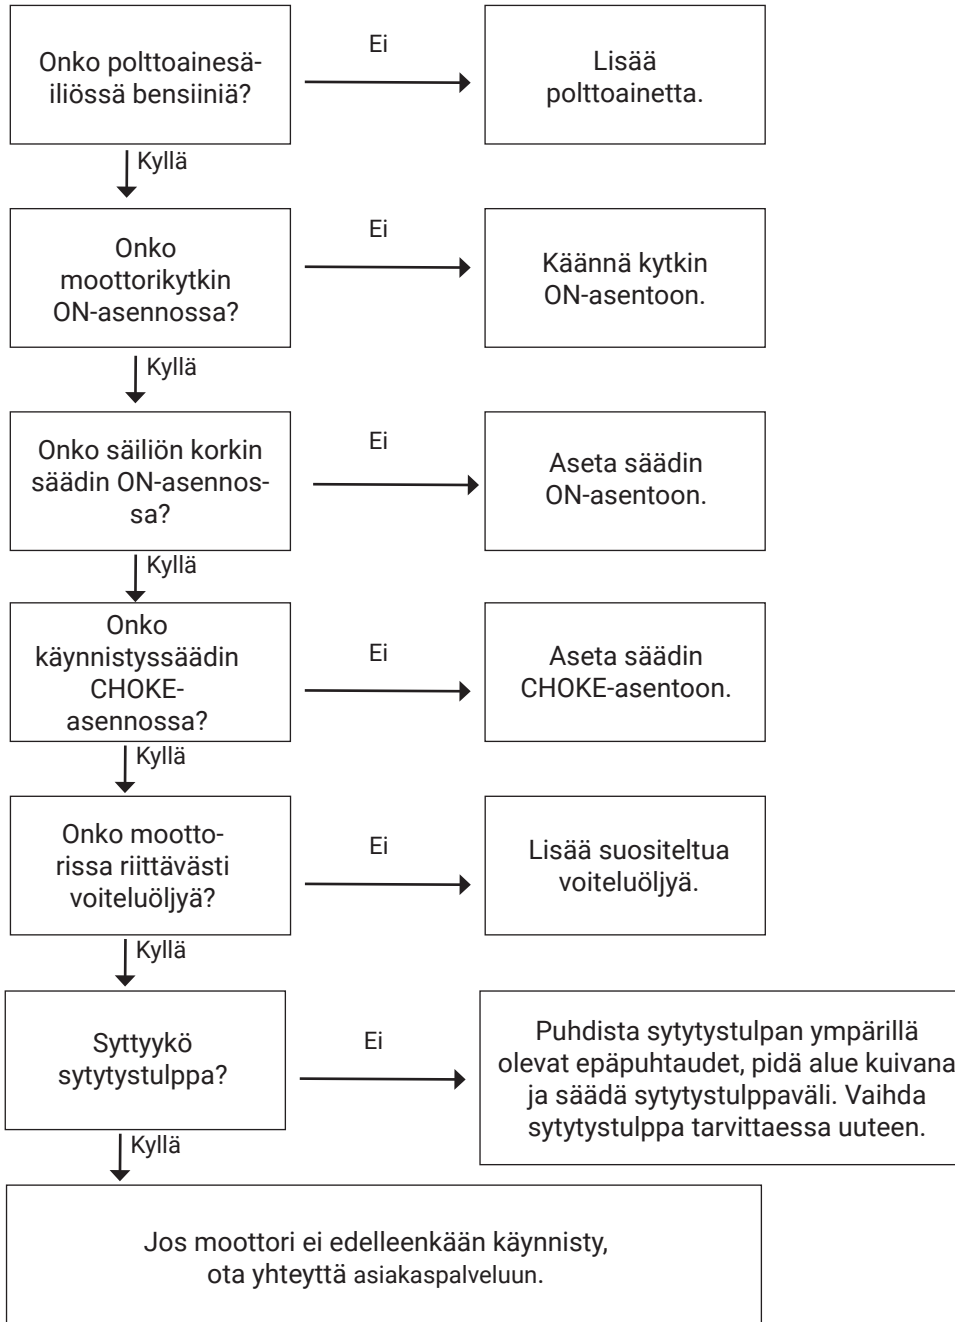 Onko polttoainesä-
iliössä bensiiniä?
Ei
Lisää
polttoainetta.
Kyllä
Onko
moottorikytkin
ON-asennossa?
Ei
Käännä kytkin
ON-asentoon.
Kyllä
Onko säiliön korkin
säädin ON-asennos-
sa?
Ei
Aseta säädin
ON-asentoon.
Kyllä
Onko
käynnistyssäädin
CHOKE-
asennossa?
Ei
Aseta säädin
CHOKE-asentoon.
Kyllä
Onko mootto-
rissa riittävästi
voiteluöljyä?
Ei
Lisää suositeltua
voiteluöljyä.
Kyllä
Syttyykö
sytytystulppa?
Ei
Puhdista sytytystulpan ympärillä
olevat epäpuhtaudet, pidä alue kuivana
ja säädä sytytystulppaväli. Vaihda
sytytystulppa tarvittaessa uuteen.
Kyllä
Jos moottori ei edelleenkään käynnisty,
ota yhteyttä asiakaspalveluun.